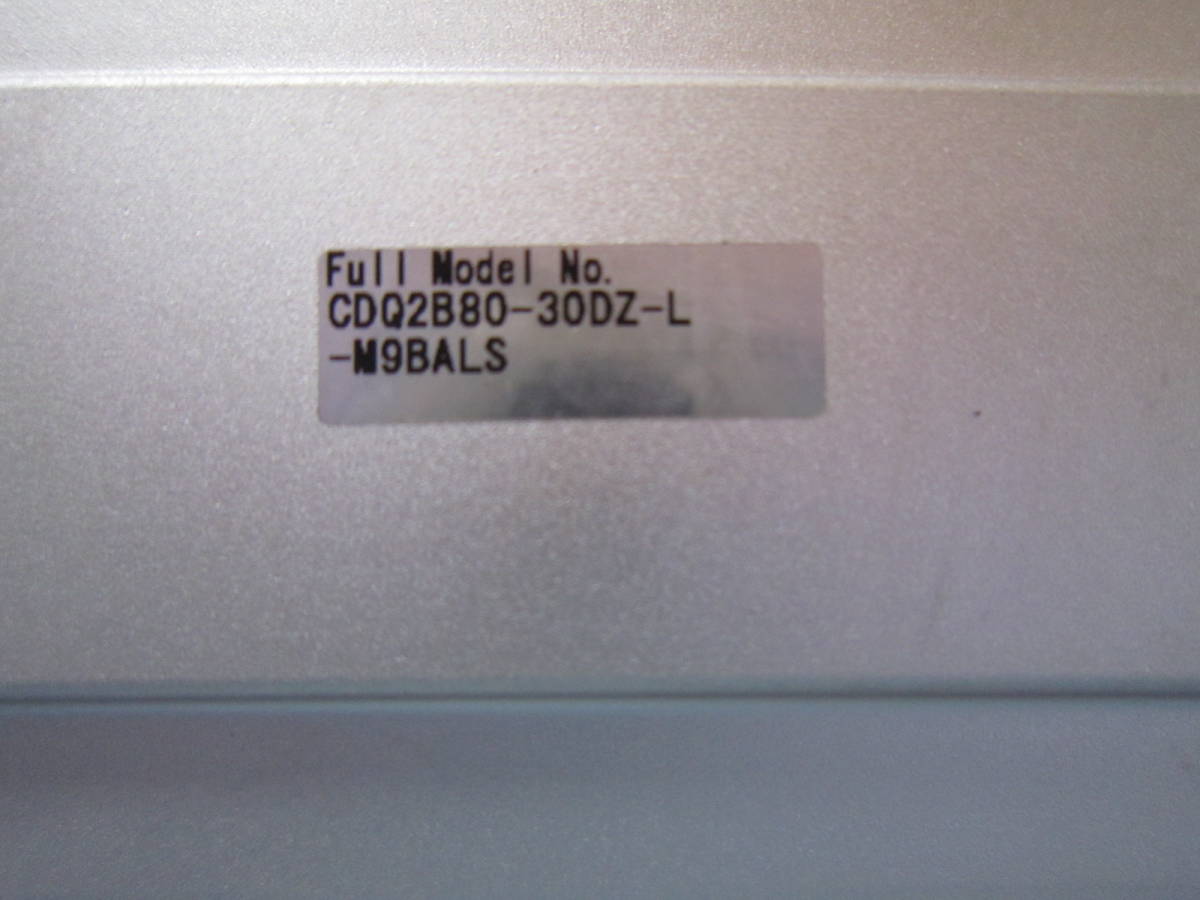 Full Model No.
CDQ2B80-30DZ-L
-M9BALS